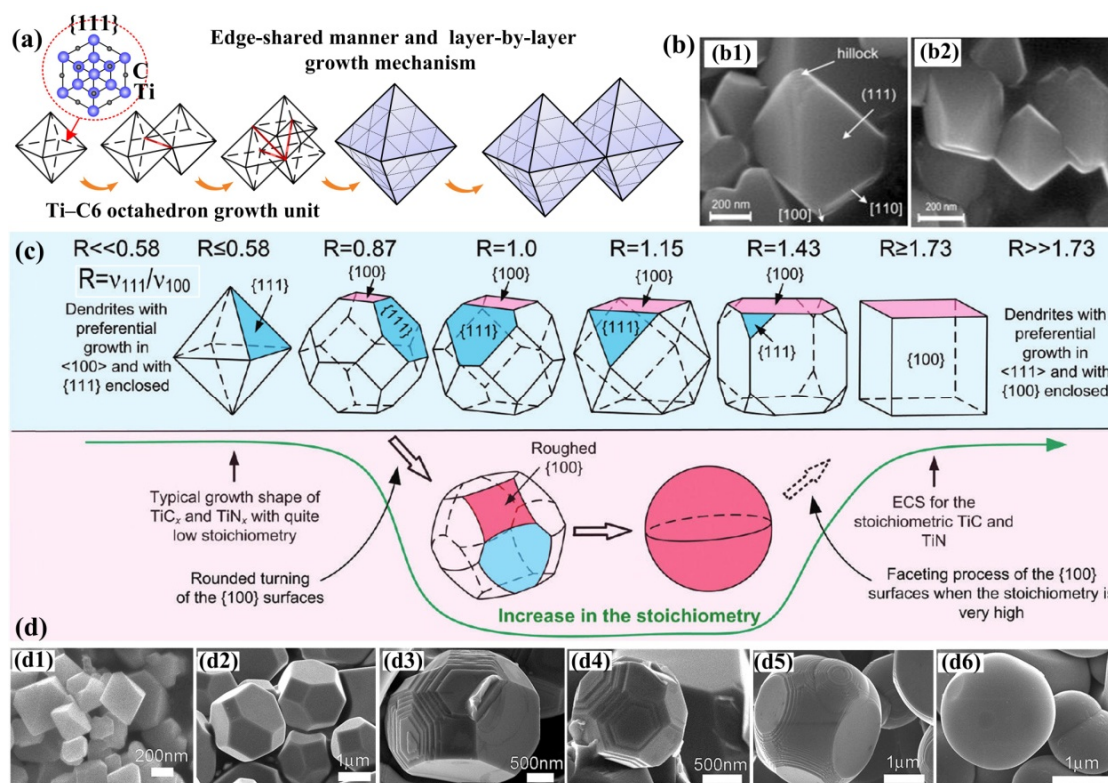 (a)
{111}
C
Ti
Edge-shared manner and layer-by-layer
growth mechanism
Ti–C6 octahedron growth unit
(b)
(b1)
hillock
(111)
[110]
[100]
200 nm
(b2)
200 nm
(c)
R<<0.58
R≤0.58
R=0.87
R=1.0
R=1.15
R=1.43
R≥1.73
R>>1.73
R=ν111/ν100
{111}
{100}
{100}
{100}
{100}
Dendrites with
preferential
growth in
<100> and with
{111} enclosed
{111}
{111}
{111}
{111}
{100}
Dendrites with
preferential
growth in
<111> and with
{100} enclosed
Typical growth shape of
TiCx and TiNx with quite
low stoichiometry
Roughed
{100}
ECS for the
stoichiometric TiC and
TiN
Rounded turning
of the {100} surfaces
Increase in the stoichiometry
Faceting process of the {100}
surfaces when the stoichiometry is
very high
(d)
(d1)
200nm
(d2)
1μm
(d3)
500nm
(d4)
500nm
(d5)
1μm
(d6)
1μm